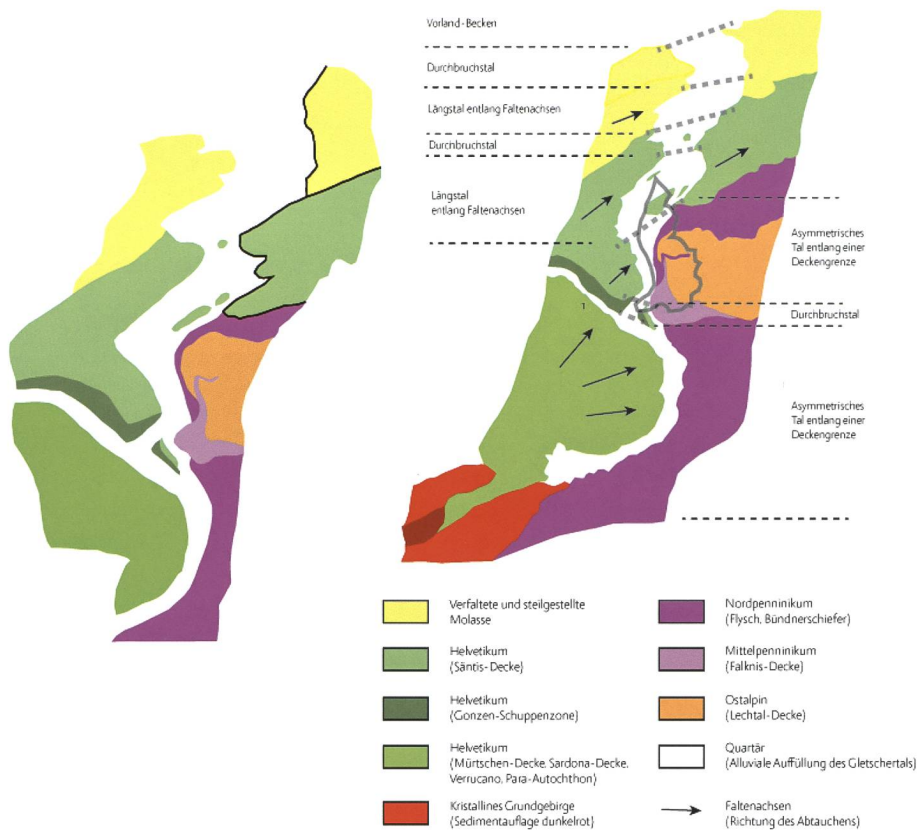 Vorland-Becken
Durchbruchstal
Längstal entlang Faltenachsen
Durchbruchstal
Längstal
entlang Faltenachsen
Asymmetrisches
Tal entlang einer
Deckengrenze
1
Durchbruchstal
Asymmetrisches
Tal entlang einer
Deckengrenze
Verfaltete und steilgestellte
Molasse
Helvetikum
(Säntis-Decke)
Helvetikum
(Gonzen-Schuppenzone)
Helvetikum
(Mürtschen-Decke, Sardona-Decke,
Verrucano, Para-Autochthon)
Kristallines Grundgebirge
(Sedimentauflage dunkelrot)
Nordpenninikum
(Flysch, Bündnerschiefer)
Mittelpenninikum
(Falknis-Decke)
Ostalpin
(Lechtal-Decke)
Quartär
(Alluviale Auffüllung des Gletschertals)
Faltenachsen
(Richtung des Abtauchens)